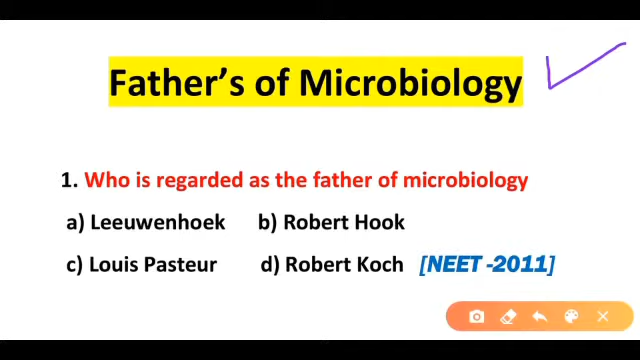 Father's of Microbiology
1. Who is regarded as the father of microbiology
a) Leeuwenhoek b) Robert Hook
c) Louis Pasteur d) Robert Koch [NEET -2011]